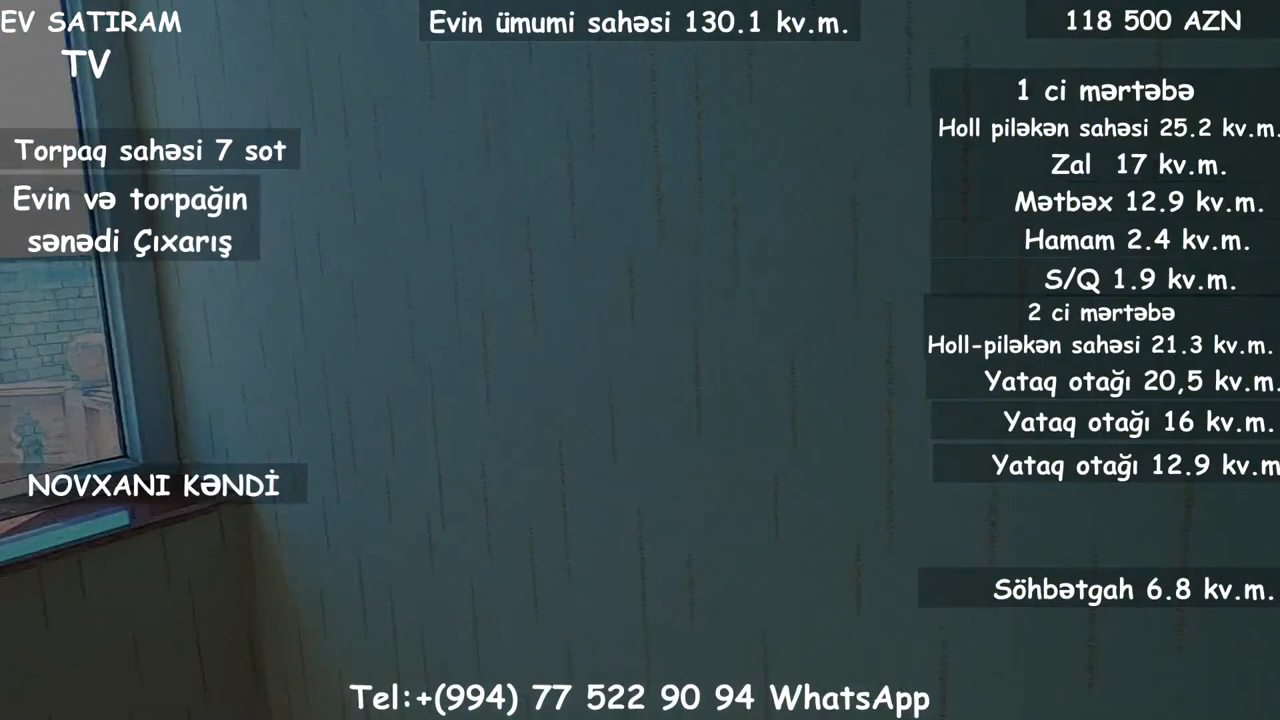 EV SATIRAM
TV
Evin ümumi sahəsi 130.1 kv.m.
118 500 AZN
Torpaq sahəsi 7 sot
Evin və torpağın
sənədi Çıxarış
NOVXANI KƏNDİ
1 ci mərtəbə
Holl piləkən sahəsi 25.2 kv.m.
Zal 17 kv.m.
Mətbəx 12.9 kv.m.
Hamam 2.4 kv.m.
S/Q 1.9 kv.m.
2 ci mərtəbə
Holl-piləkən sahəsi 21.3 kv.m.
Yataq otağı 20,5 kv.m.
Yataq otağı 16 kv.m.
Yataq otağı 12.9 kv.m
Söhbətgah 6.8 kv.m.
Tel:+(994) 77 522 90 94 WhatsApp